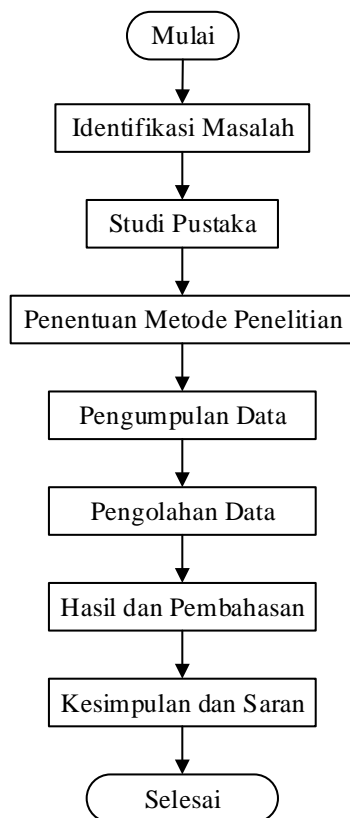 Mulai
Identifikasi Masalah
Studi Pustaka
Penentuan Metode Penelitian
Pengumpulan Data
Pengolahan Data
Hasil dan Pembahasan
Kesimpulan dan Saran
Selesai